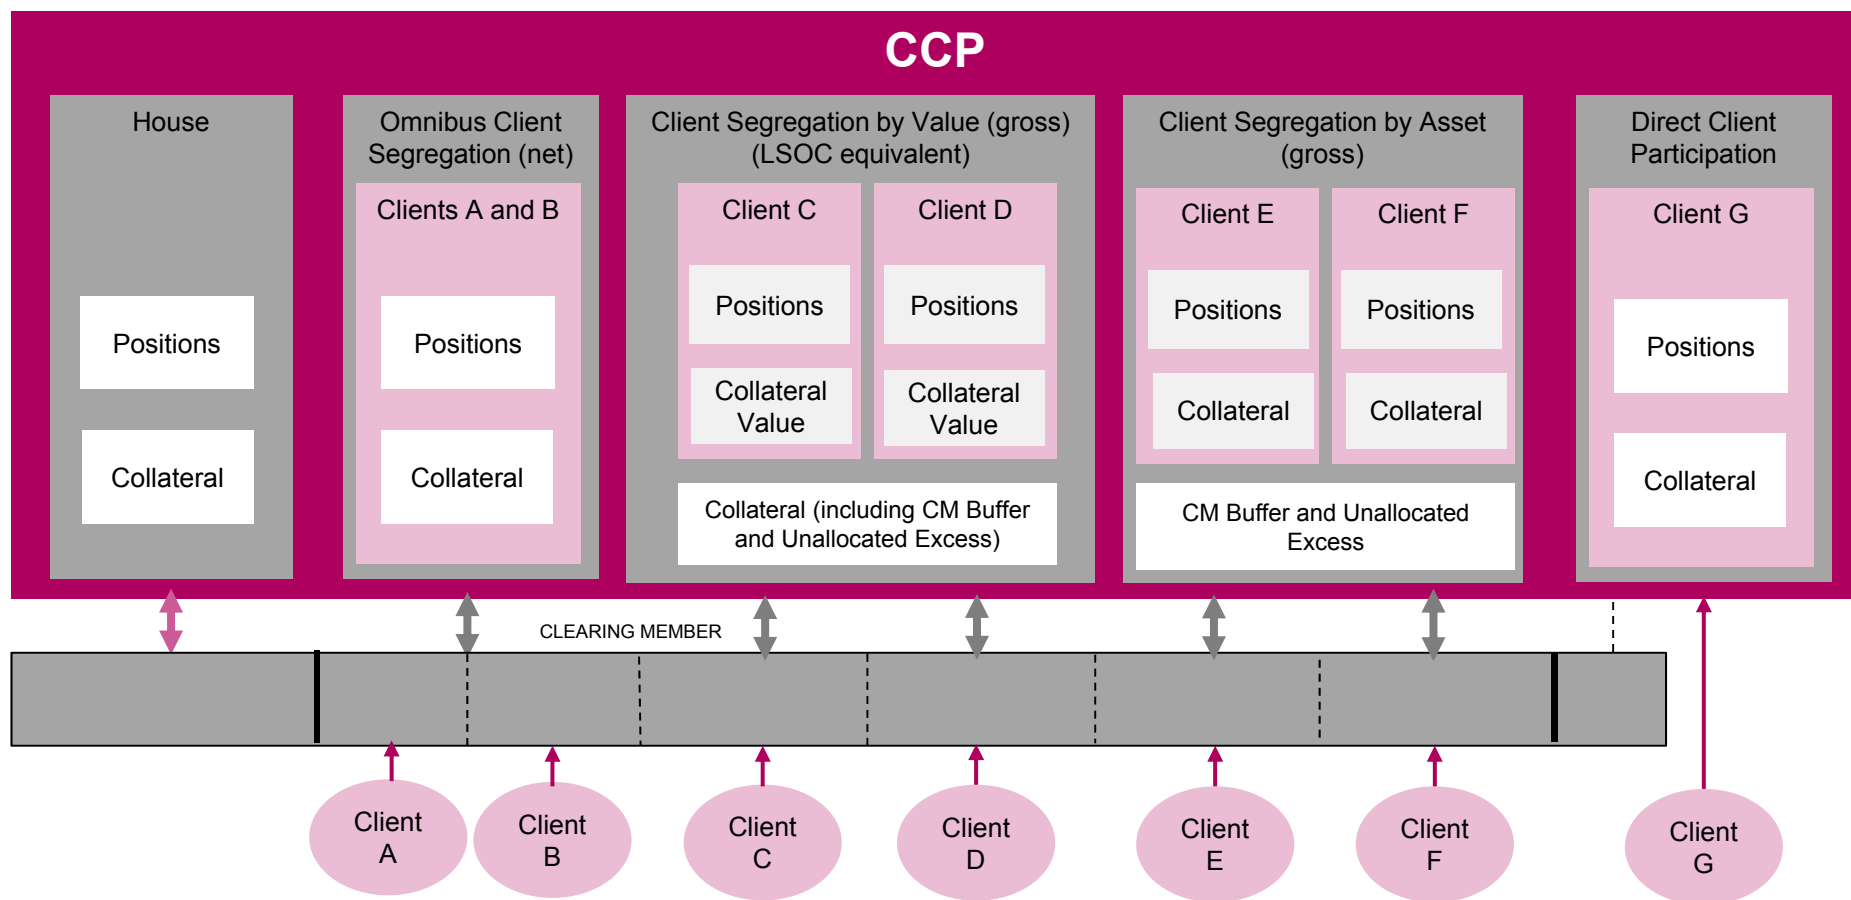 CCP
House
Positions
Collateral
Omnibus Client
Segregation (net)
Clients A and B
Positions
Collateral
Client Segregation by Value (gross)
(LSOC equivalent)
Client C
Positions
Collateral
Value
Client D
Positions
Collateral
Value
Collateral (including CM Buffer
and Unallocated Excess)
Client Segregation by Asset
(gross)
Client E
Positions
Collateral
Client F
Positions
Collateral
CM Buffer and Unallocated
Excess
Direct Client
Participation
Client G
Positions
Collateral
CLEARING MEMBER
Client
A
Client
B
Client
C
Client
D
Client
E
Client
F
Client
G